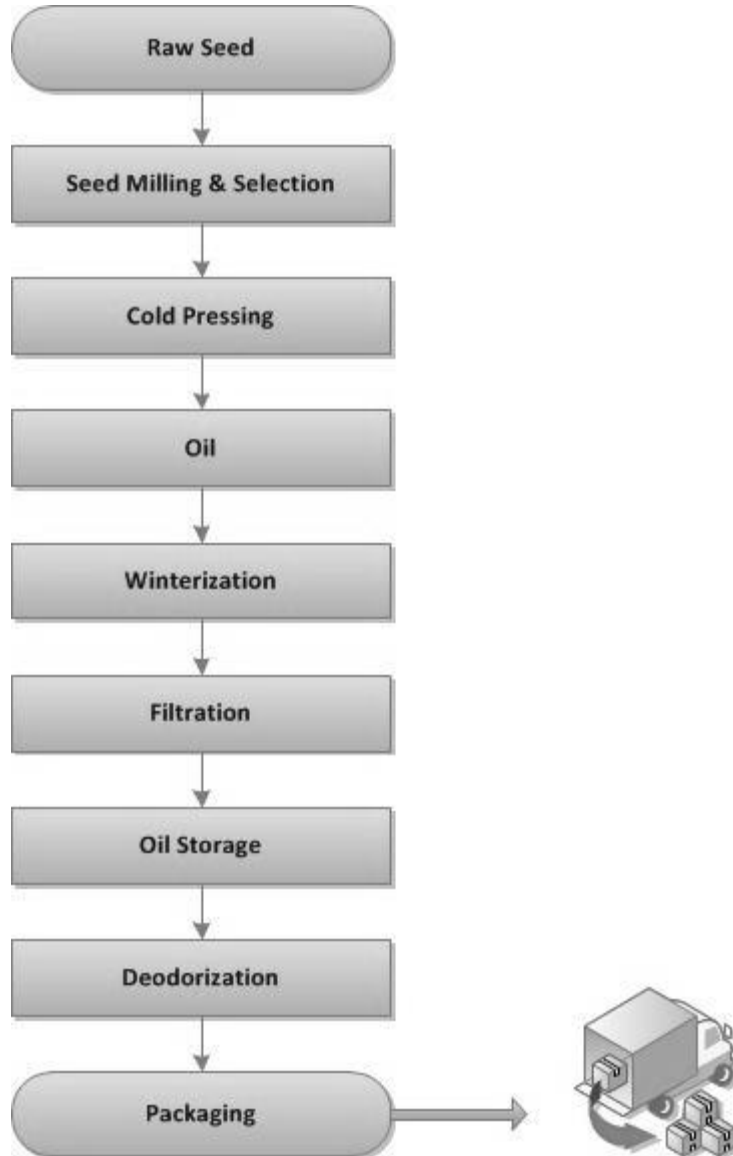 Raw Seed
Seed Milling & Selection
Cold Pressing
Oil
Winterization
Filtration
Oil Storage
Deodorization
Packaging